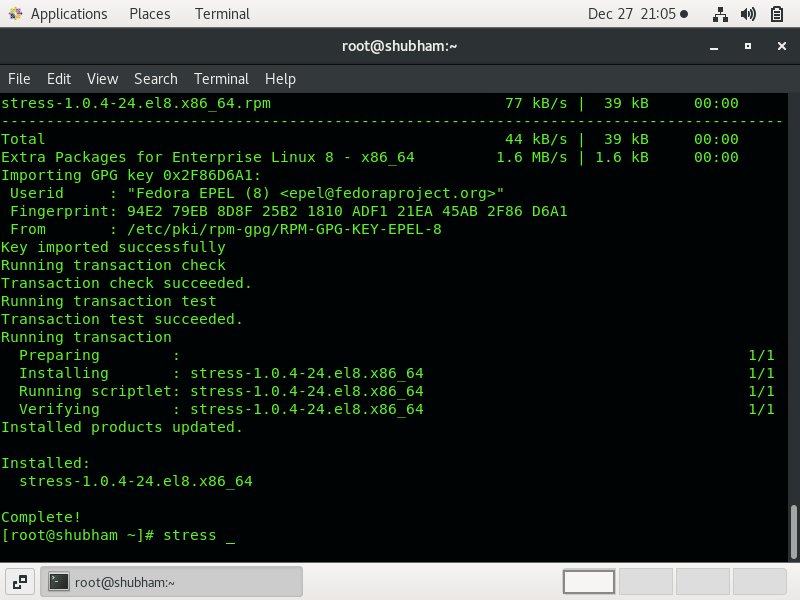 Applications Places Terminal Dec 27 21:05
root@shubham:~
File Edit View Search Terminal Help
stress-1.0.4-24.el8.x86_64.rpm 77 kB/s | 39 kB 00:00
--------------------------------------------------------------------------------
Total 44 kB/s | 39 kB 00:00
Extra Packages for Enterprise Linux 8 - x86_64 1.6 MB/s | 1.6 kB 00:00
Importing GPG key 0x2F86D6A1:
Userid : "Fedora EPEL (8) <epel@fedoraproject.org>"
Fingerprint: 94E2 79EB 8D8F 25B2 1810 ADF1 21EA 45AB 2F86 D6A1
From : /etc/pki/rpm-gpg/RPM-GPG-KEY-EPEL-8
Key imported successfully
Running transaction check
Transaction check succeeded.
Running transaction test
Transaction test succeeded.
Running transaction
Preparing : 1/1
Installing : stress-1.0.4-24.el8.x86_64 1/1
Running scriptlet: stress-1.0.4-24.el8.x86_64 1/1
Verifying : stress-1.0.4-24.el8.x86_64 1/1
Installed products updated.
Installed:
stress-1.0.4-24.el8.x86_64
Complete!
[root@shubham ~]# stress _
root@shubham:~